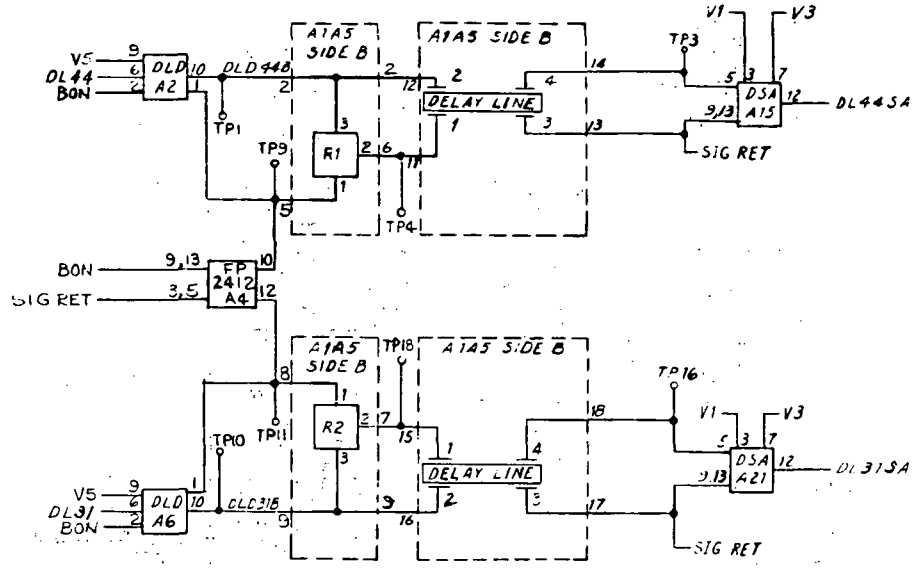 V1 V3
A1A5 SIDE B
A1A5 SIDE B
TP3
V5 9
DL44 6
BON 2
DLD A2
10
1
DLD44B
2
2
12
2
4
14
TP1
TP9
3
R1
2 6
1
5
11
TP4
DELAY LINE
1
3
13
3 7
5
9,13
DSA A15
12
DL44SA
SIG RET
BON 9,13
SIG RET 3,5
FP 2412 A4
10
12
A1A5 SIDE B
TP18
A1A5 SIDE B
TP16
8
1
R2
2 7
3
15
TP11
TP10
1
4
18
DELAY LINE
2
3
17
V1 V3
3 7
5
9,13
DSA A21
12
DL31SA
V5 9
DL31 6
BON 2
DLD A6
1
10
DLD31B
9
9
16
SIG RET